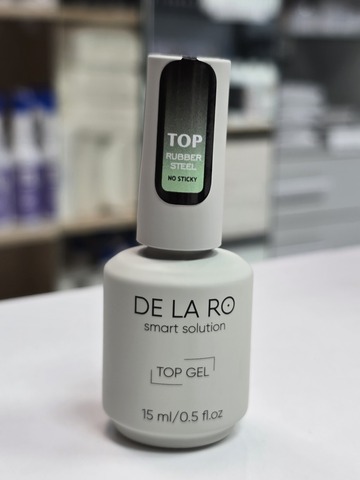 TOP
RUBBER
STEEL
NO STICKY
DE LA RO
smart solution
TOP GEL
15 ml/0.5 fl.oz